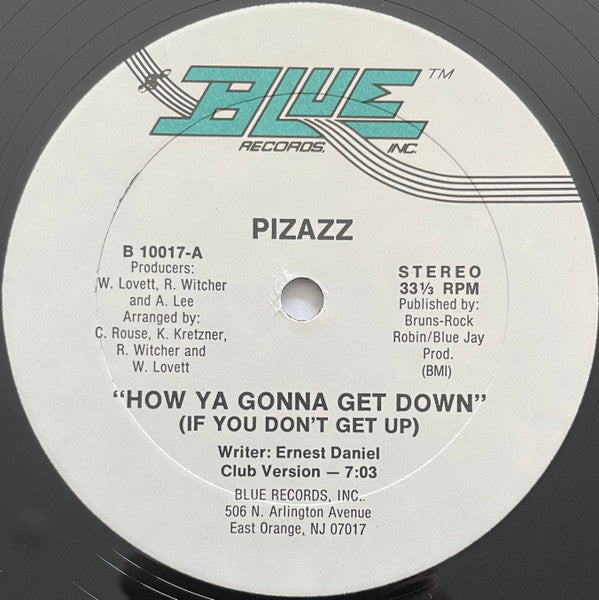 BLUE TM
RECORDS, INC.
PIZAZZ
B 10017-A
Producers:
W. Lovett, R. Witcher
and A. Lee
Arranged by:
C. Rouse, K. Kretzner,
R. Witcher and
W. Lovett
STEREO
33⅓ RPM
Published by:
Bruns-Rock
Robin/Blue Jay
Prod.
(BMI)
"HOW YA GONNA GET DOWN"
(IF YOU DON'T GET UP)
Writer: Ernest Daniel
Club Version — 7:03
BLUE RECORDS, INC..
506 N. Arlington Avenue
East Orange, NJ 07017